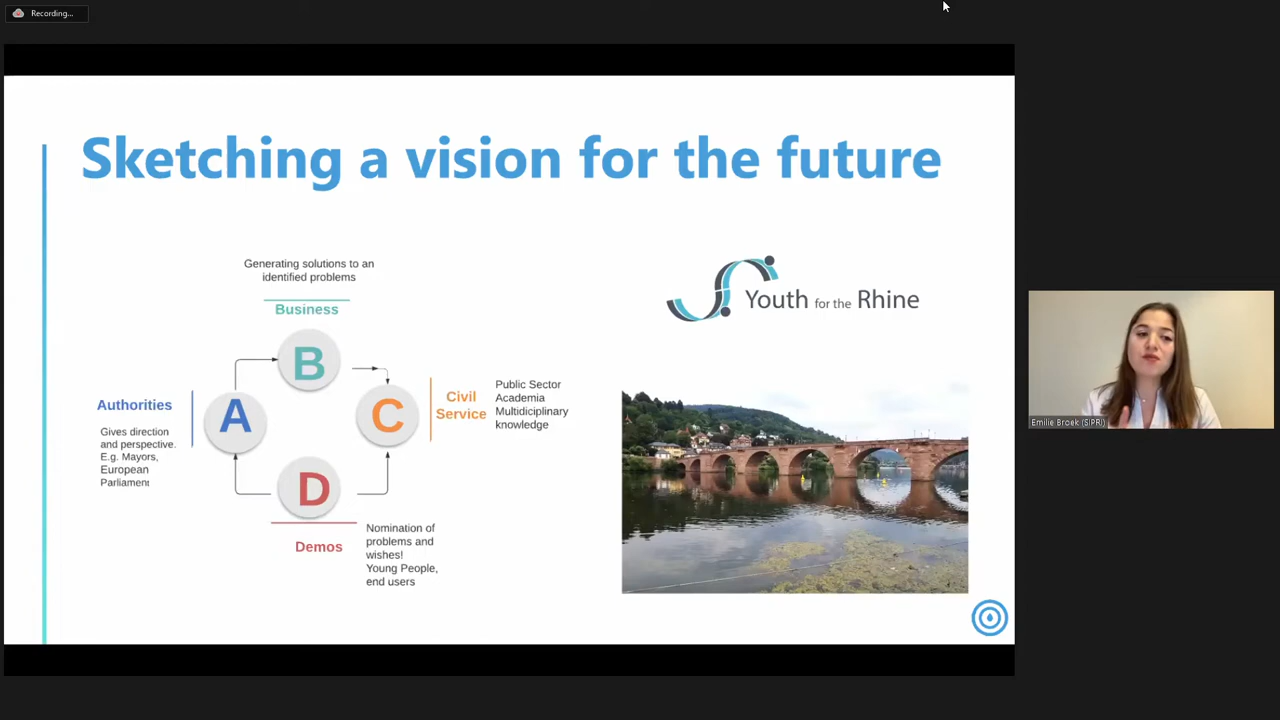 Recording...
Sketching a vision for the future
Generating solutions to an
identified problems
Business
B
Authorities
Gives direction
and perspective.
E.g. Mayors,
European
Parliament
A
C
Civil
Service
Public Sector
Academia
Multidiciplinary
knowledge
D
Demos
Nomination of
problems and
wishes!
Young People,
end users
Youth for the Rhine
Emilie Broek (SIPRI)